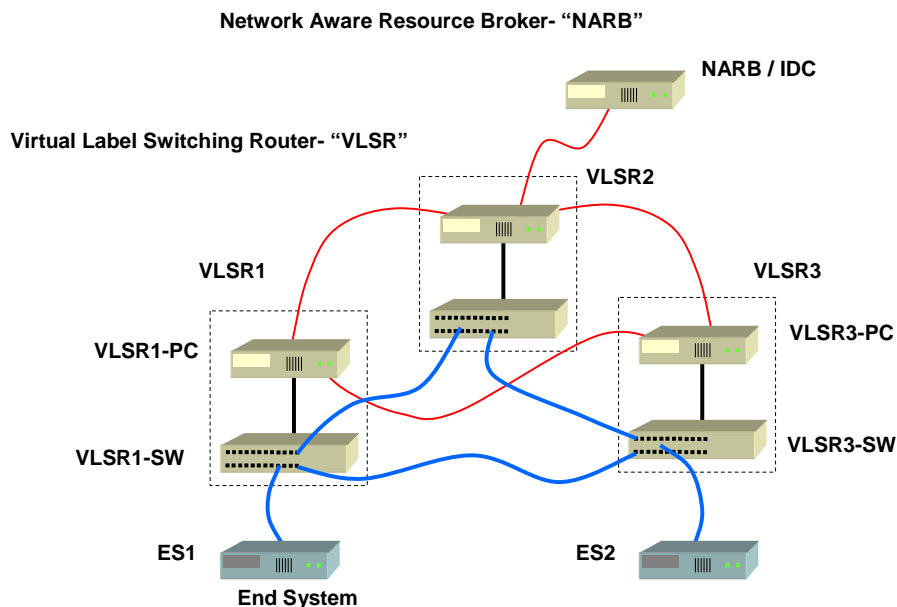 Network Aware Resource Broker- “NARB”
NARB / IDC
Virtual Label Switching Router- “VLSR”
VLSR2
VLSR1
VLSR3
VLSR1-PC
VLSR3-PC
VLSR1-SW
VLSR3-SW
ES1
ES2
End System